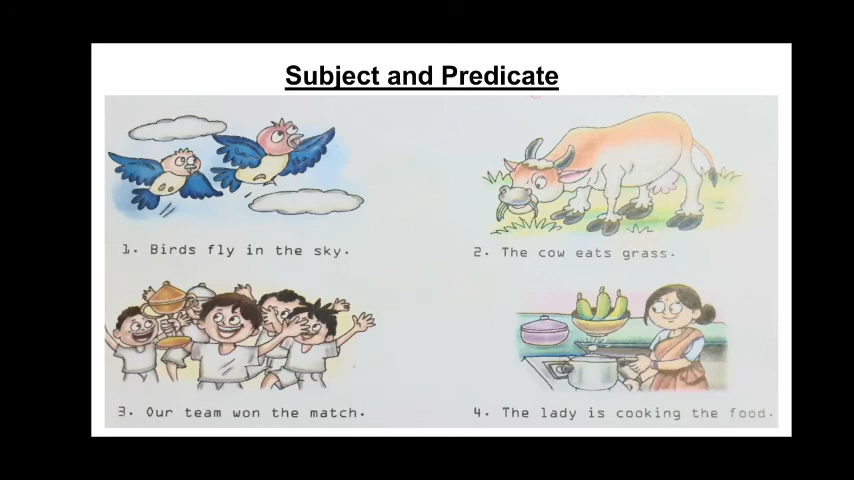 Subject and Predicate
1. Birds fly in the sky.
2. The cow eats grass.
3. Our team won the match.
4. The lady is cooking the food.